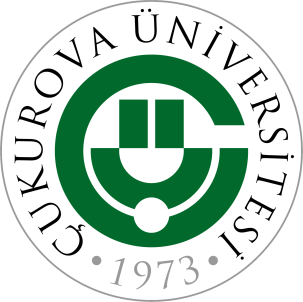 ÇUKUROVA ÜNİVERSİTESİ
• 1973 •